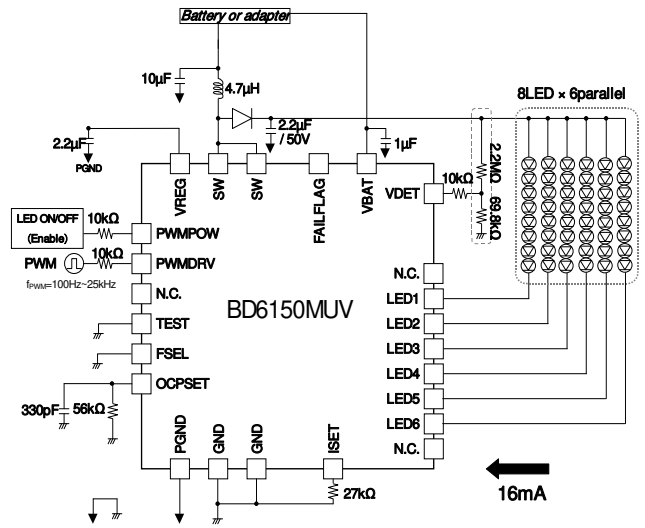 Battery or adapter
10μF
4.7μH
8LED × 6parallel
2.2μF
/ 50V
2.2μF
PGND
1μF
2.2MΩ
69.8kΩ
10kΩ
VREG
SW
SW
FAILFLAG
VBAT
VDET
LED ON/OFF
(Enable)
10kΩ
PWMPOW
PWM
10kΩ
PWMDRV
fPWM=100Hz~25kHz
N.C.
N.C.
BD6150MUV
LED1
TEST
LED2
FSEL
LED3
OCPSET
LED4
330pF
56kΩ
LED5
LED6
PGND
GND
GND
ISET
N.C.
27kΩ
16mA